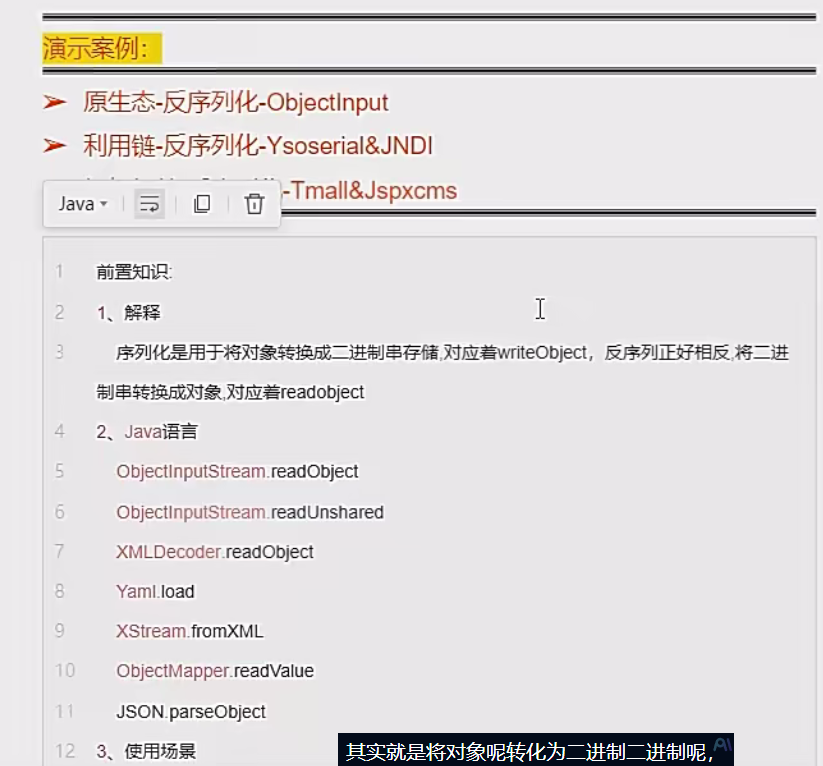 演示案例：
➢ 原生态-反序列化-ObjectInput
➢ 利用链-反序列化-Ysoserial&JNDI
-Tmall&Jspxcms
Java
1 前置知识:
2 1、解释
3 序列化是用于将对象转换成二进制串存储,对应着writeObject，反序列正好相反,将二进
制串转换成对象,对应着readobject
4 2、Java语言
5 ObjectInputStream.readObject
6 ObjectInputStream.readUnshared
7 XMLDecoder.readObject
8 Yaml.load
9 XStream.fromXML
10 ObjectMapper.readValue
11 JSON.parseObject
12 3、使用场景
其实就是将对象呢转化为二进制二进制呢， AI